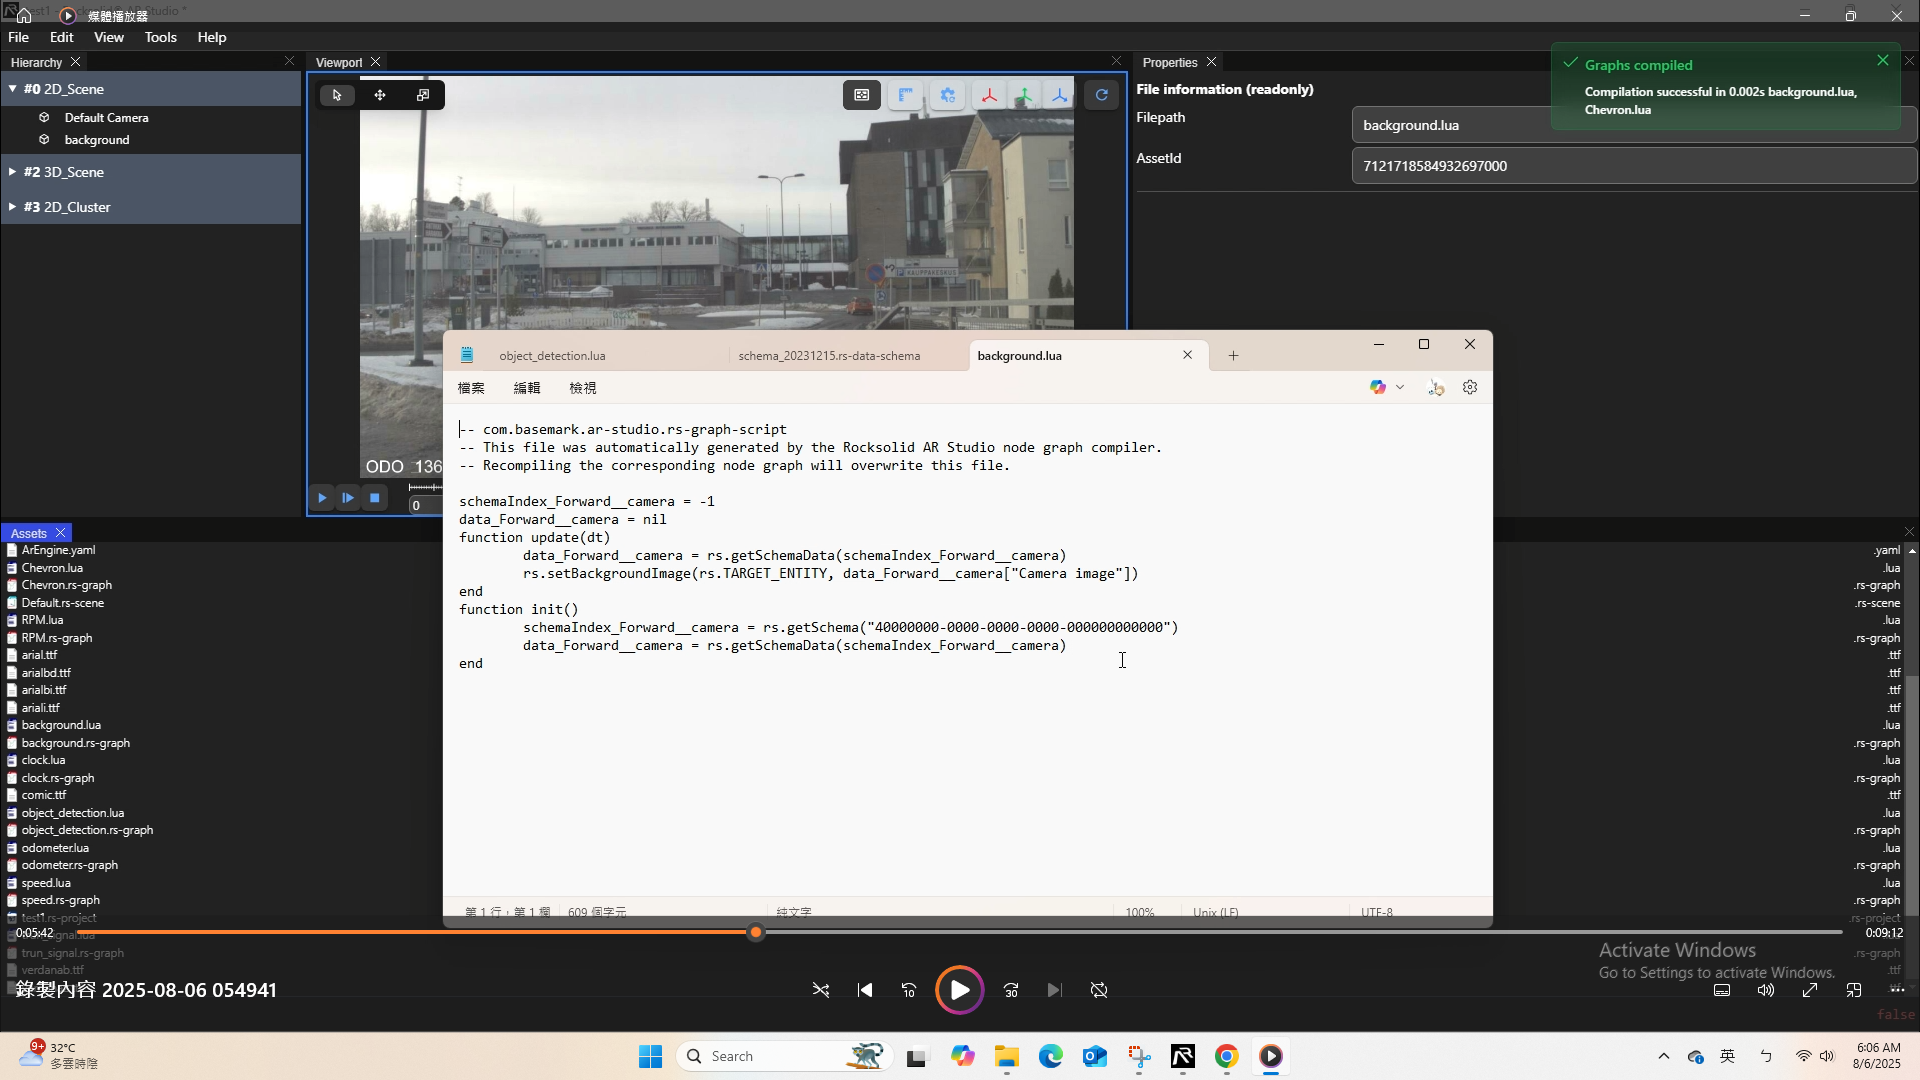 媒體播放器
File Edit View Tools Help
Hierarchy
#0 2D_Scene
Default Camera
background
#2 3D_Scene
#3 2D_Cluster
Viewport
KAUPPAKESKUS
ODO 136
0
Properties
File information (readonly)
Filepath
background.lua
AssetId
7121718584932697000
Graphs compiled
Compilation successful in 0.002s background.lua,
Chevron.lua
object_detection.lua
schema_20231215.rs-data-schema
background.lua
檔案 編輯 檢視
-- com.basemark.ar-studio.rs-graph-script
-- This file was automatically generated by the Rocksolid AR Studio node graph compiler.
-- Recompiling the corresponding node graph will overwrite this file.
schemaIndex_Forward__camera = -1
data_Forward__camera = nil
function update(dt)
data_Forward__camera = rs.getSchemaData(schemaIndex_Forward__camera)
rs.setBackgroundImage(rs.TARGET_ENTITY, data_Forward__camera["Camera image"])
end
function init()
schemaIndex_Forward__camera = rs.getSchema("40000000-0000-0000-0000-000000000000")
data_Forward__camera = rs.getSchemaData(schemaIndex_Forward__camera)
end
第 1 行，第 1 欄 609 個字元 純文字 100% Unix (LF) UTF-8
Assets
ArEngine.yaml .yaml
Chevron.lua .lua
Chevron.rs-graph .rs-graph
Default.rs-scene .rs-scene
RPM.lua .lua
RPM.rs-graph .rs-graph
arial.ttf .ttf
arialbd.ttf .ttf
arialbi.ttf .ttf
ariali.ttf .ttf
background.lua .lua
background.rs-graph .rs-graph
clock.lua .lua
clock.rs-graph .rs-graph
comic.ttf .ttf
object_detection.lua .lua
object_detection.rs-graph .rs-graph
odometer.lua .lua
odometer.rs-graph .rs-graph
speed.lua .lua
speed.rs-graph .rs-graph
test1.rs-project .rs-project
trun_signal.lua
trun_signal.rs-graph .rs-graph
verdanab.ttf .ttf
0:05:42 0:09:12
Activate Windows
Go to Settings to activate Windows.
錄製內容 2025-08-06 054941
10 30
false
9+
32°C
多雲時陰
Search
英 ㄅ
6:06 AM
8/6/2025